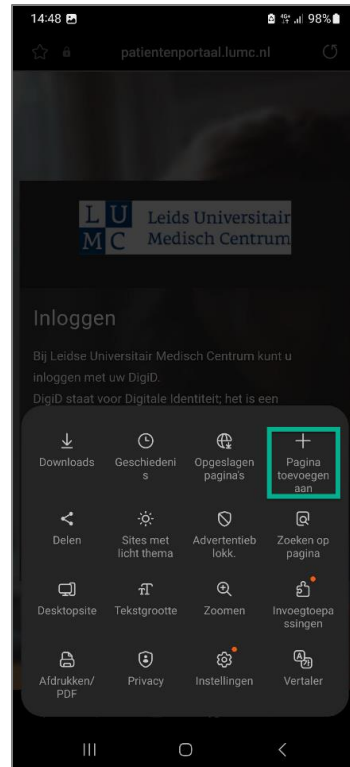 14:48 4G+ 98%
patientenportaal.lumc.nl
L U Leids Universitair
M C Medisch Centrum
Inloggen
Bij Leidse Universitair Medisch Centrum kunt u
inloggen met uw DigiD.
DigiD staat voor Digitale Identiteit; het is een
Downloads
Geschiedeni
s
Opgeslagen
pagina's
Pagina
toevoegen
aan
Delen
Sites met
licht thema
Advertentieb
lokk.
Zoeken op
pagina
Desktopsite
Tekstgrootte
Zoomen
Invoegtoepa
ssingen
Afdrukken/
PDF
Privacy
Instellingen
Vertaler